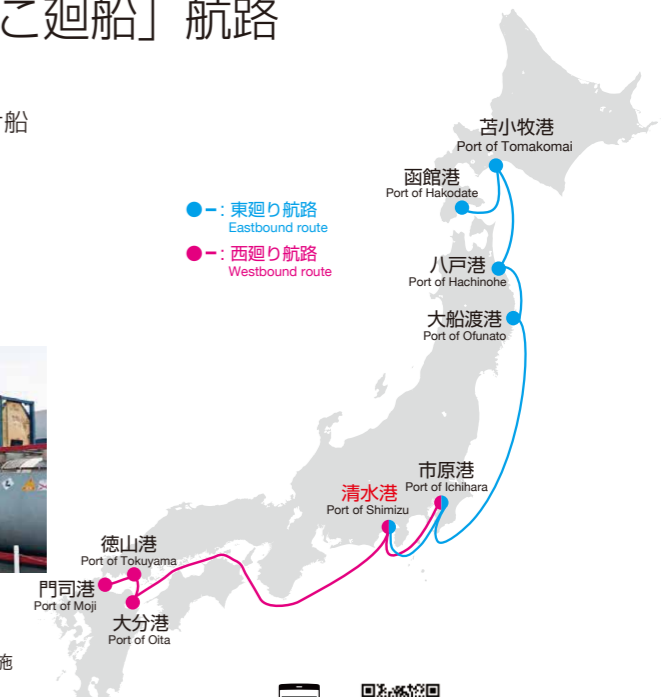 こ廻船」航路
船
苫小牧港
Port of Tomakomai
函館港
Port of Hakodate
●−: 東廻り航路
Eastbound route
●−: 西廻り航路
Westbound route
八戸港
Port of Hachinohe
大船渡港
Port of Ofunato
市原港
Port of Ichihara
清水港
Port of Shimizu
徳山港
Port of Tokuyama
門司港
Port of Moji
大分港
Port of Oita
施